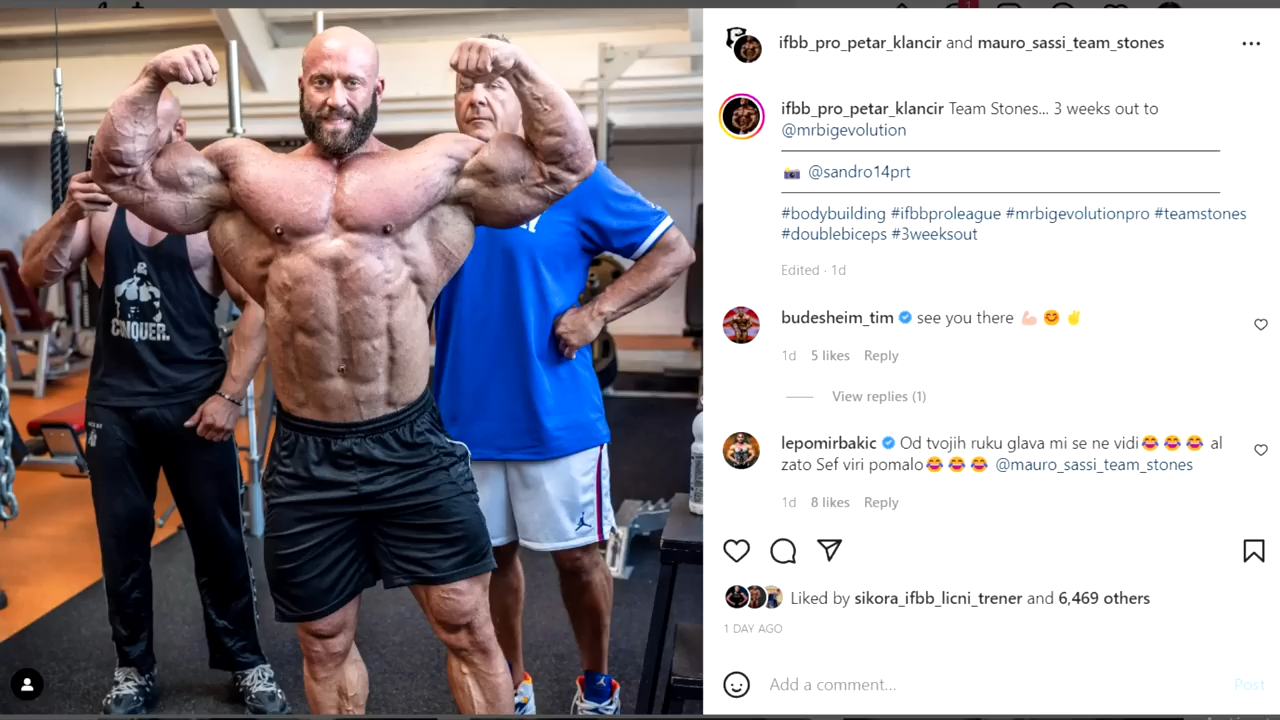 CONQUER.
ifbb_pro_petar_klancir and mauro_sassi_team_stones
ifbb_pro_petar_klancir Team Stones... 3 weeks out to
@mrbigevolution
📸 @sandro14prt
#bodybuilding #ifbbproleague #mrbigevolutionpro #teamstones
#doublebiceps #3weeksout
Edited · 1d
budesheim_tim see you there 💪🏻 😊 ✌️
1d 5 likes Reply
View replies (1)
lepomirbakic Od tvojih ruku glava mi se ne vidi😂 😂 😂 al
zato Sef viri pomalo😂 😂 😂 @mauro_sassi_team_stones
1d 8 likes Reply
Liked by sikora_ifbb_licni_trener and 6,469 others
1 DAY AGO
Add a comment...
Post